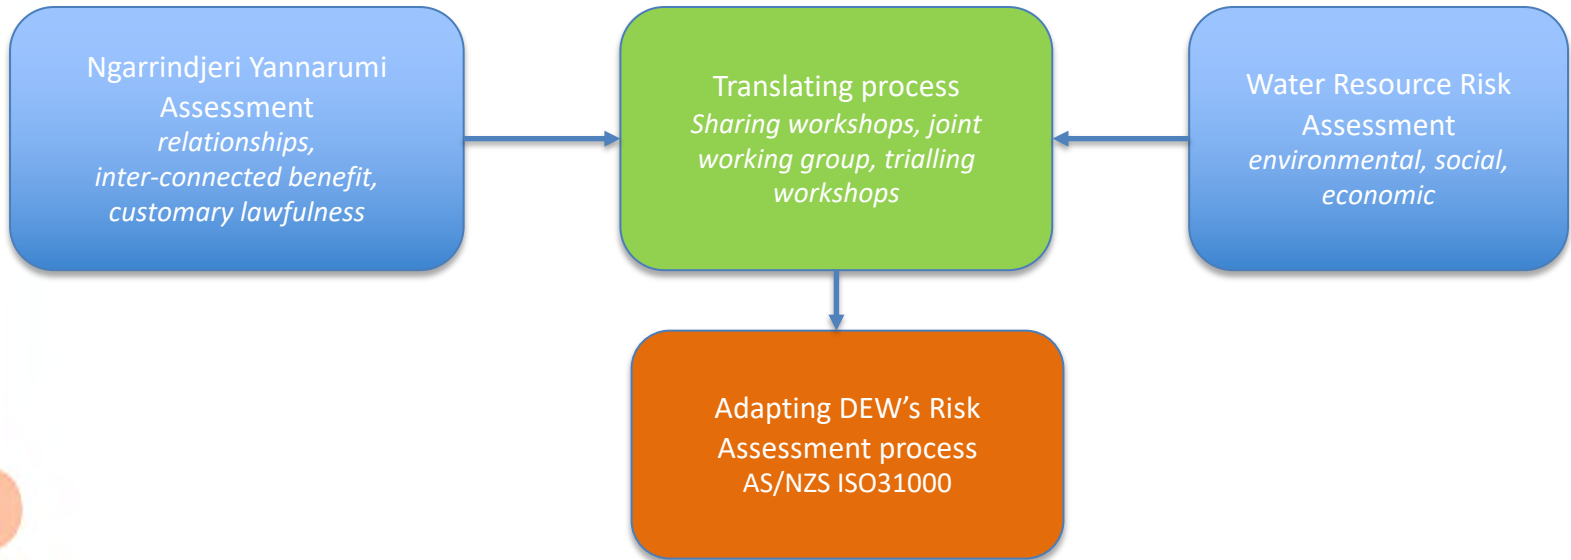 Ngarrindjeri Yannarumi
Assessment
relationships,
inter-connected benefit,
customary lawfulness
Translating process
Sharing workshops, joint
working group, trialling
workshops
Water Resource Risk
Assessment
environmental, social,
economic
Adapting DEW’s Risk
Assessment process
AS/NZS ISO31000